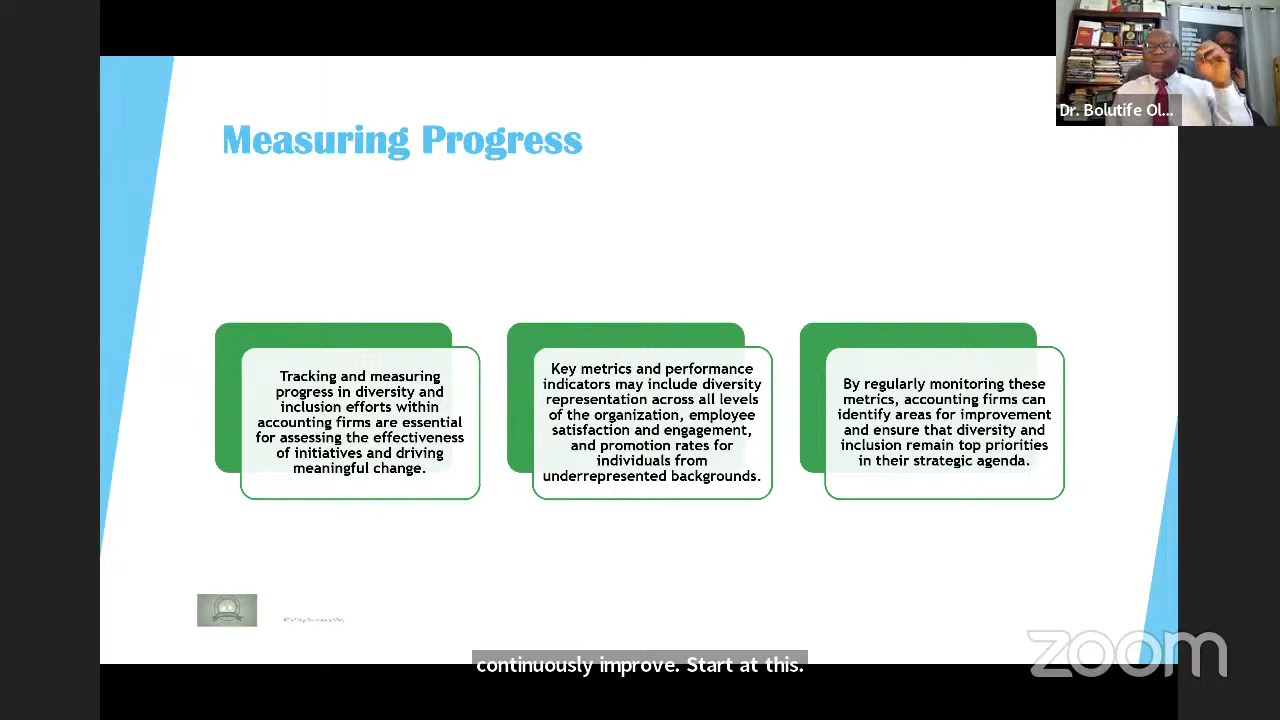 Dr. Bolutife Ol...
Measuring Progress
Tracking and measuring
progress in diversity and
inclusion efforts within
accounting firms are essential
for assessing the effectiveness
of initiatives and driving
meaningful change.
Key metrics and performance
indicators may include diversity
representation across all levels
of the organization, employee
satisfaction and engagement,
and promotion rates for
individuals from
underrepresented backgrounds.
By regularly monitoring these
metrics, accounting firms can
identify areas for improvement
and ensure that diversity and
inclusion remain top priorities
in their strategic agenda.
zoom
continuously improve. Start at this.